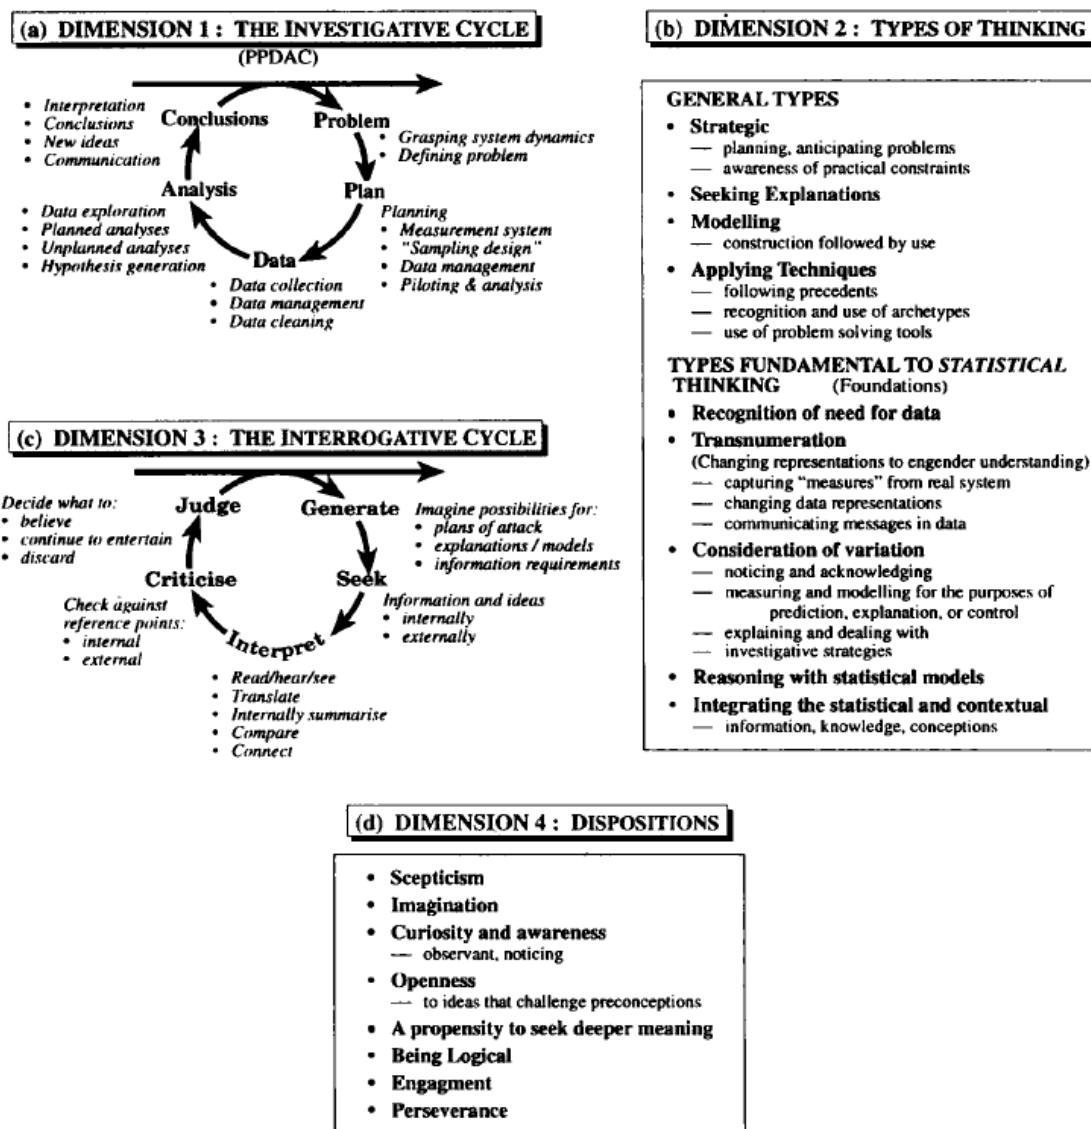 (a) DIMENSION 1 : THE INVESTIGATIVE CYCLE
(PPDAC)
• Interpretation
• Conclusions
• New ideas
• Communication
Conclusions
Problem
• Grasping system dynamics
• Defining problem
Analysis
Plan
• Data exploration
• Planned analyses
• Unplanned analyses
• Hypothesis generation
Planning
• Measurement system
• "Sampling design"
• Data management
• Piloting & analysis
Data
• Data collection
• Data management
• Data cleaning
(b) DIMENSION 2 : TYPES OF THINKING
GENERAL TYPES
• Strategic
— planning, anticipating problems
— awareness of practical constraints
• Seeking Explanations
• Modelling
— construction followed by use
• Applying Techniques
— following precedents
— recognition and use of archetypes
— use of problem solving tools
TYPES FUNDAMENTAL TO STATISTICAL
THINKING (Foundations)
• Recognition of need for data
• Transnumeration
(Changing representations to engender understanding)
— capturing “measures” from real system
— changing data representations
— communicating messages in data
• Consideration of variation
— noticing and acknowledging
— measuring and modelling for the purposes of
prediction, explanation, or control
— explaining and dealing with
— investigative strategies
• Reasoning with statistical models
• Integrating the statistical and contextual
— information, knowledge, conceptions
(c) DIMENSION 3 : THE INTERROGATIVE CYCLE
Decide what to:
• believe
• continue to entertain
• discard
Judge
Generate
Imagine possibilities for:
• plans of attack
• explanations / models
• information requirements
Criticise
Seek
Check against
reference points:
• internal
• external
Information and ideas
• internally
• externally
Interpret
• Read/hear/see
• Translate
• Internally summarise
• Compare
• Connect
(d) DIMENSION 4 : DISPOSITIONS
• Scepticism
• Imagination
• Curiosity and awareness
— observant, noticing
• Openness
— to ideas that challenge preconceptions
• A propensity to seek deeper meaning
• Being Logical
• Engagment
• Perseverance